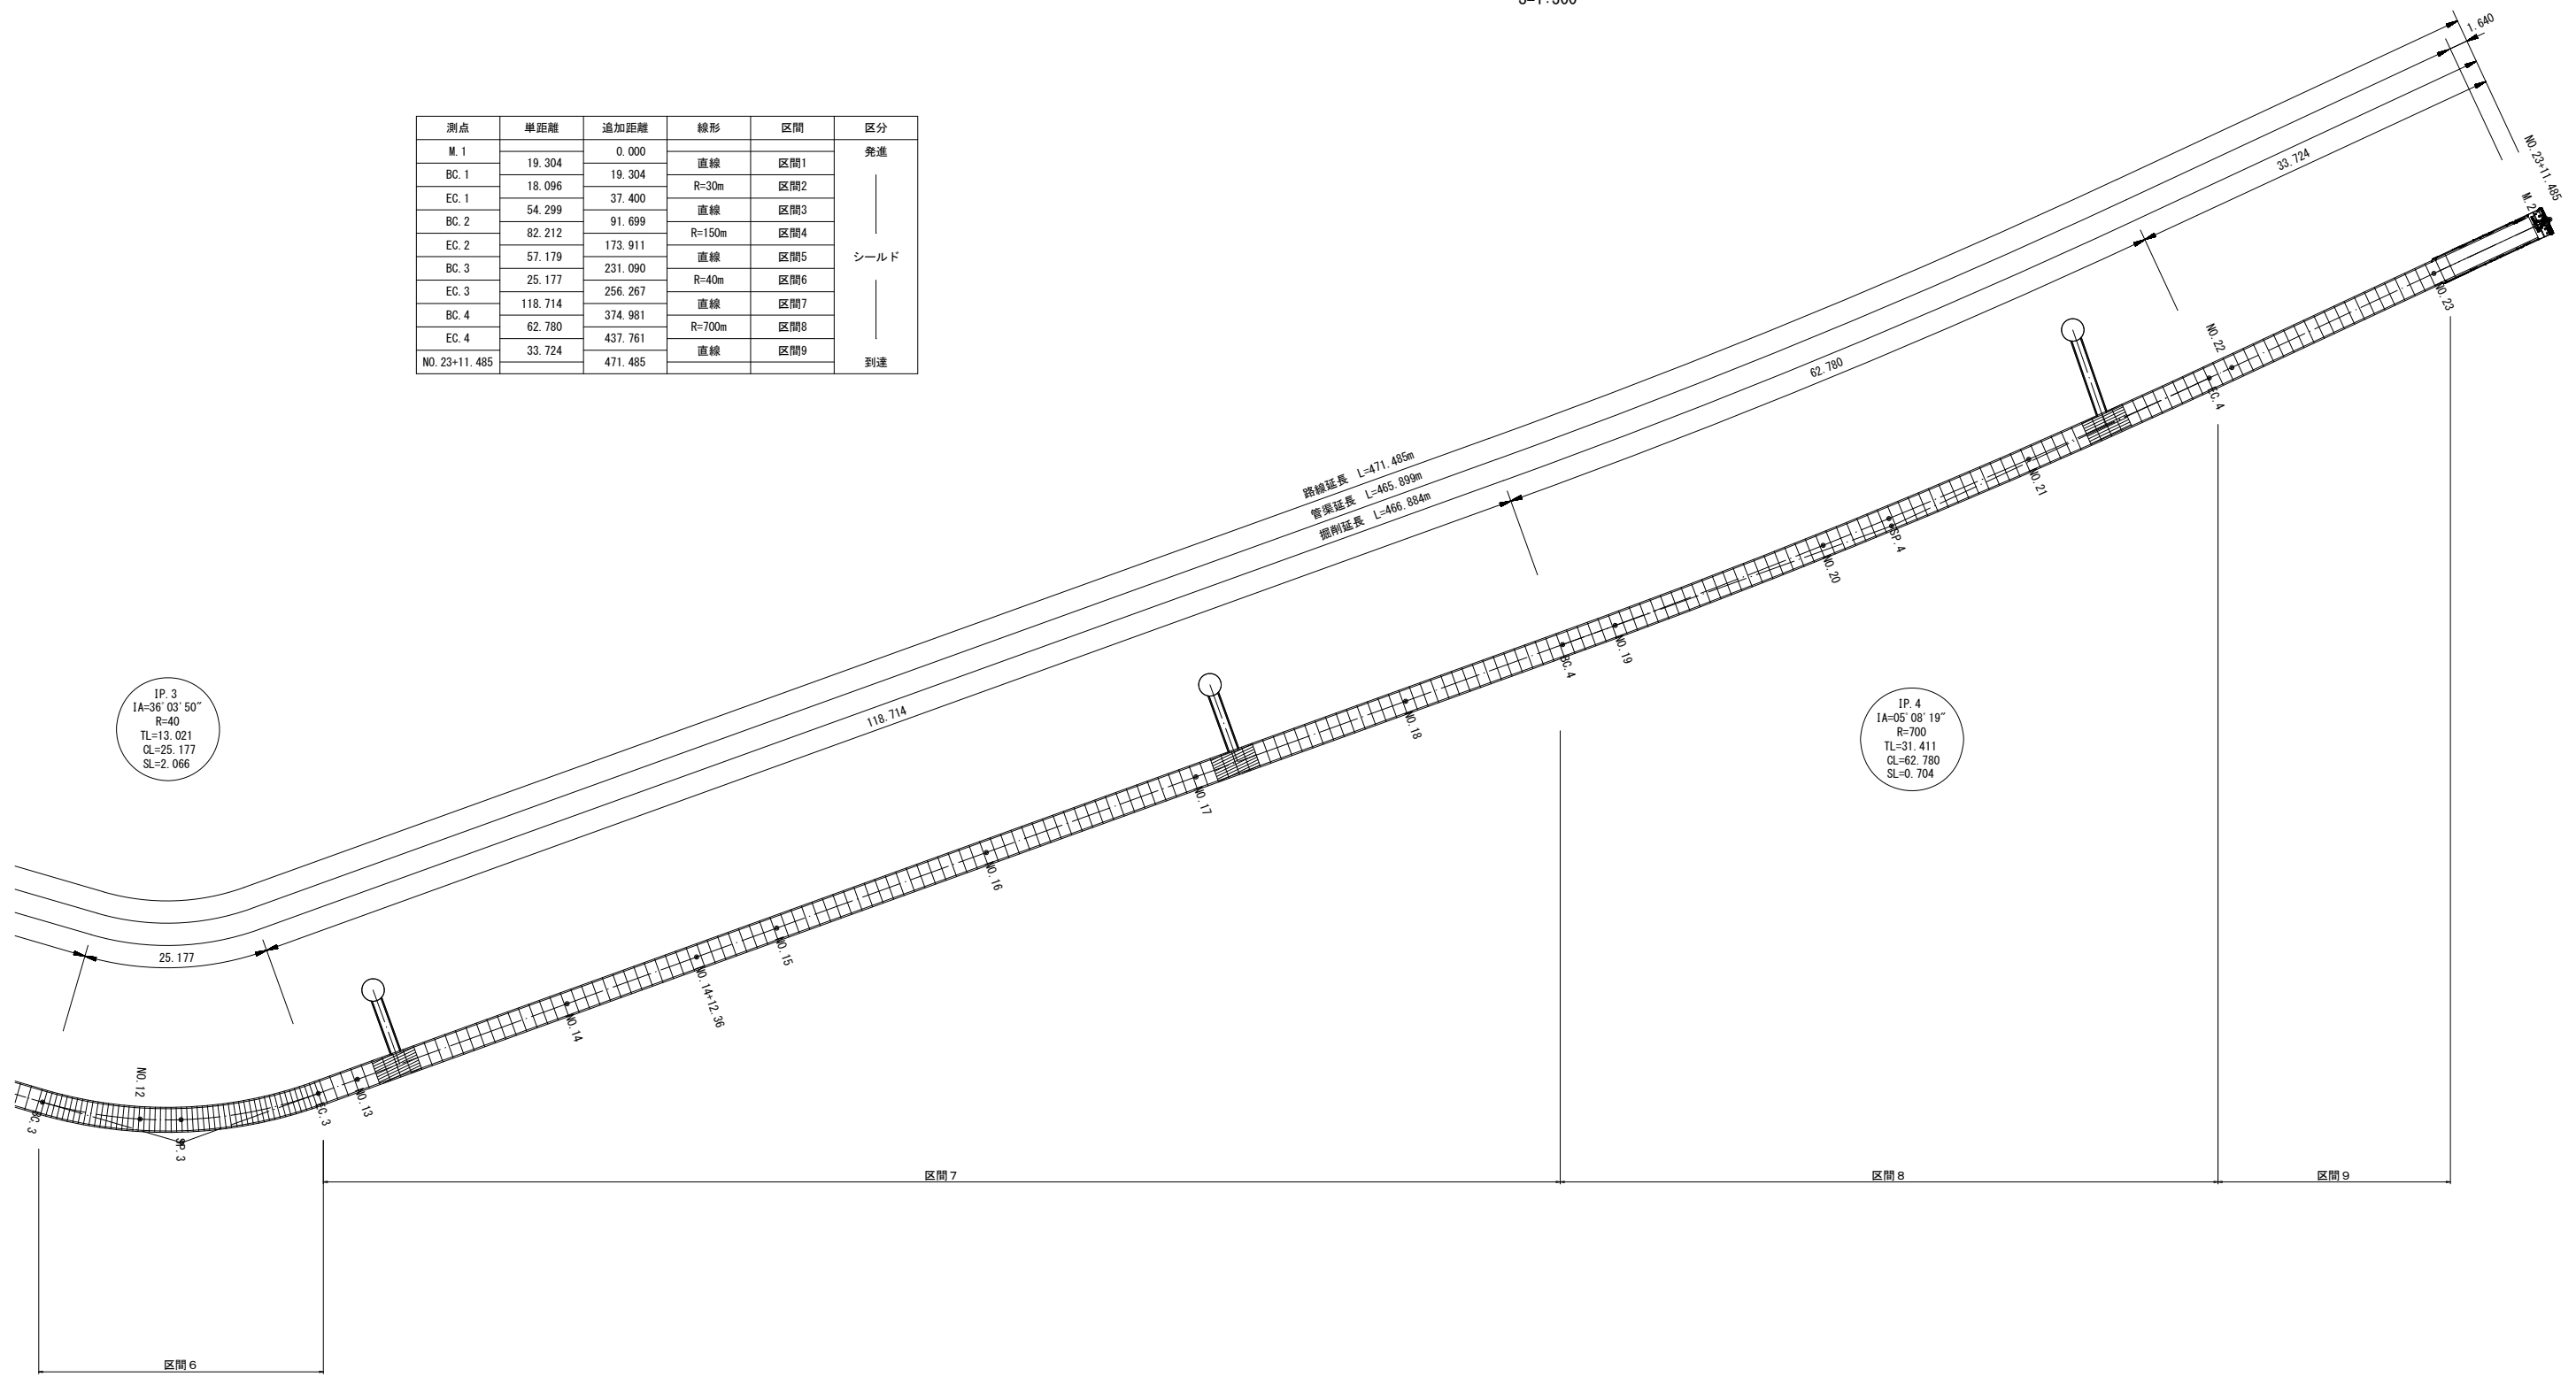 1.640
測点 単距離 追加距離 線形 区間 区分
M.1 0.000 発進
19.304 直線 区間1
BC.1 19.304
18.096 R=30m 区間2
EC.1 37.400
54.299 直線 区間3
BC.2 91.699
82.212 R=150m 区間4
EC.2 173.911
57.179 直線 区間5 シールド
BC.3 231.090
25.177 R=40m 区間6
EC.3 256.267
118.714 直線 区間7
BC.4 374.981
62.780 R=700m 区間8
EC.4 437.761
33.724 直線 区間9
NO.23+11.485 471.485 到達
33.724
NO.23+11.485
M.2
NO.23
NO.22
EC.4
62.780
路線延長 L=471.485m
管渠延長 L=465.899m
掘削延長 L=466.884m
NO.21
SP.4
NO.20
NO.19
BC.4
NO.18
IP.3
IA=36°03'50"
R=40
TL=13.021
CL=25.177
SL=2.066
118.714
IP.4
IA=05°08'19"
R=700
TL=31.411
CL=62.780
SL=0.704
NO.17
NO.16
NO.15
NO.14+12.36
NO.14
25.177
NO.12
NO.13
EC.3
BC.3
SP.3
区間7
区間8
区間9
区間6